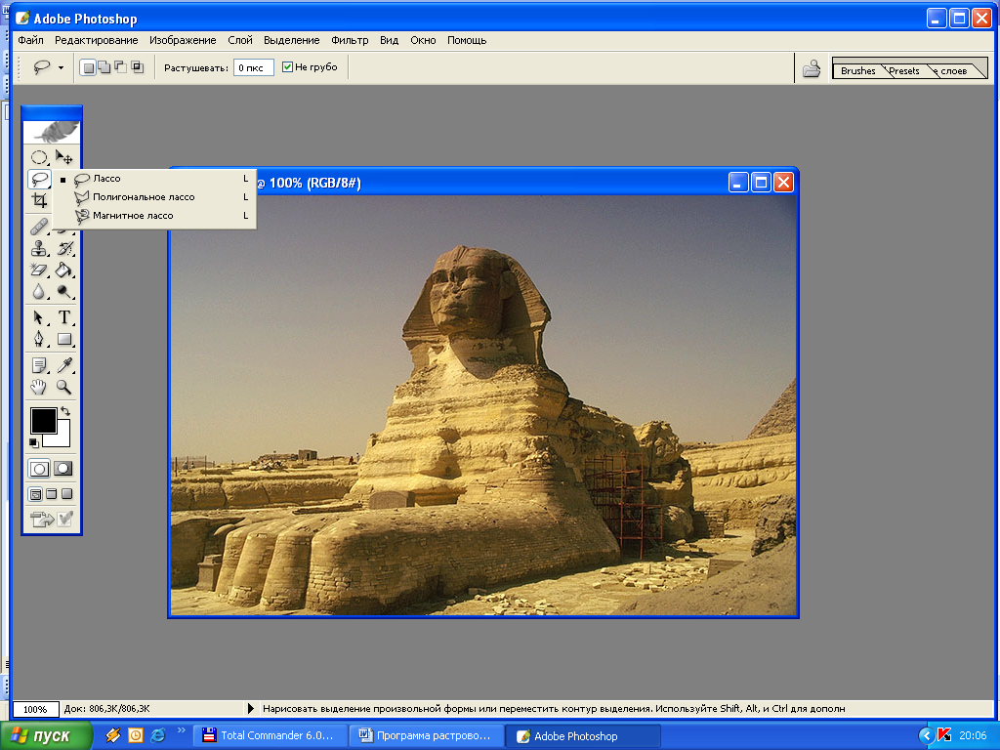 Adobe Photoshop
Файл Редактирование Изображение Слой Выделение Фильтр Вид Окно Помощь
Растушевать: 0 пкс Не грубо
Brushes Presets е слоев
@ 100% (RGB/8#)
Лассо L
Полигональное лассо L
Магнитное лассо L
T
100% Док: 806,3K/806,3K Нарисовать выделение произвольной формы или переместить контур выделения. Используйте Shift, Alt, и Ctrl для дополн
пуск Total Commander 6.0... Программа растрово... Adobe Photoshop 20:06